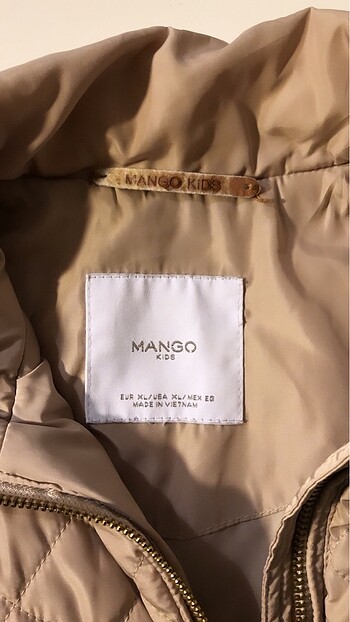 MANGO KIDS
MANGO
KIDS
EUR XL/USA XL/MEX EG
MADE IN VIETNAM